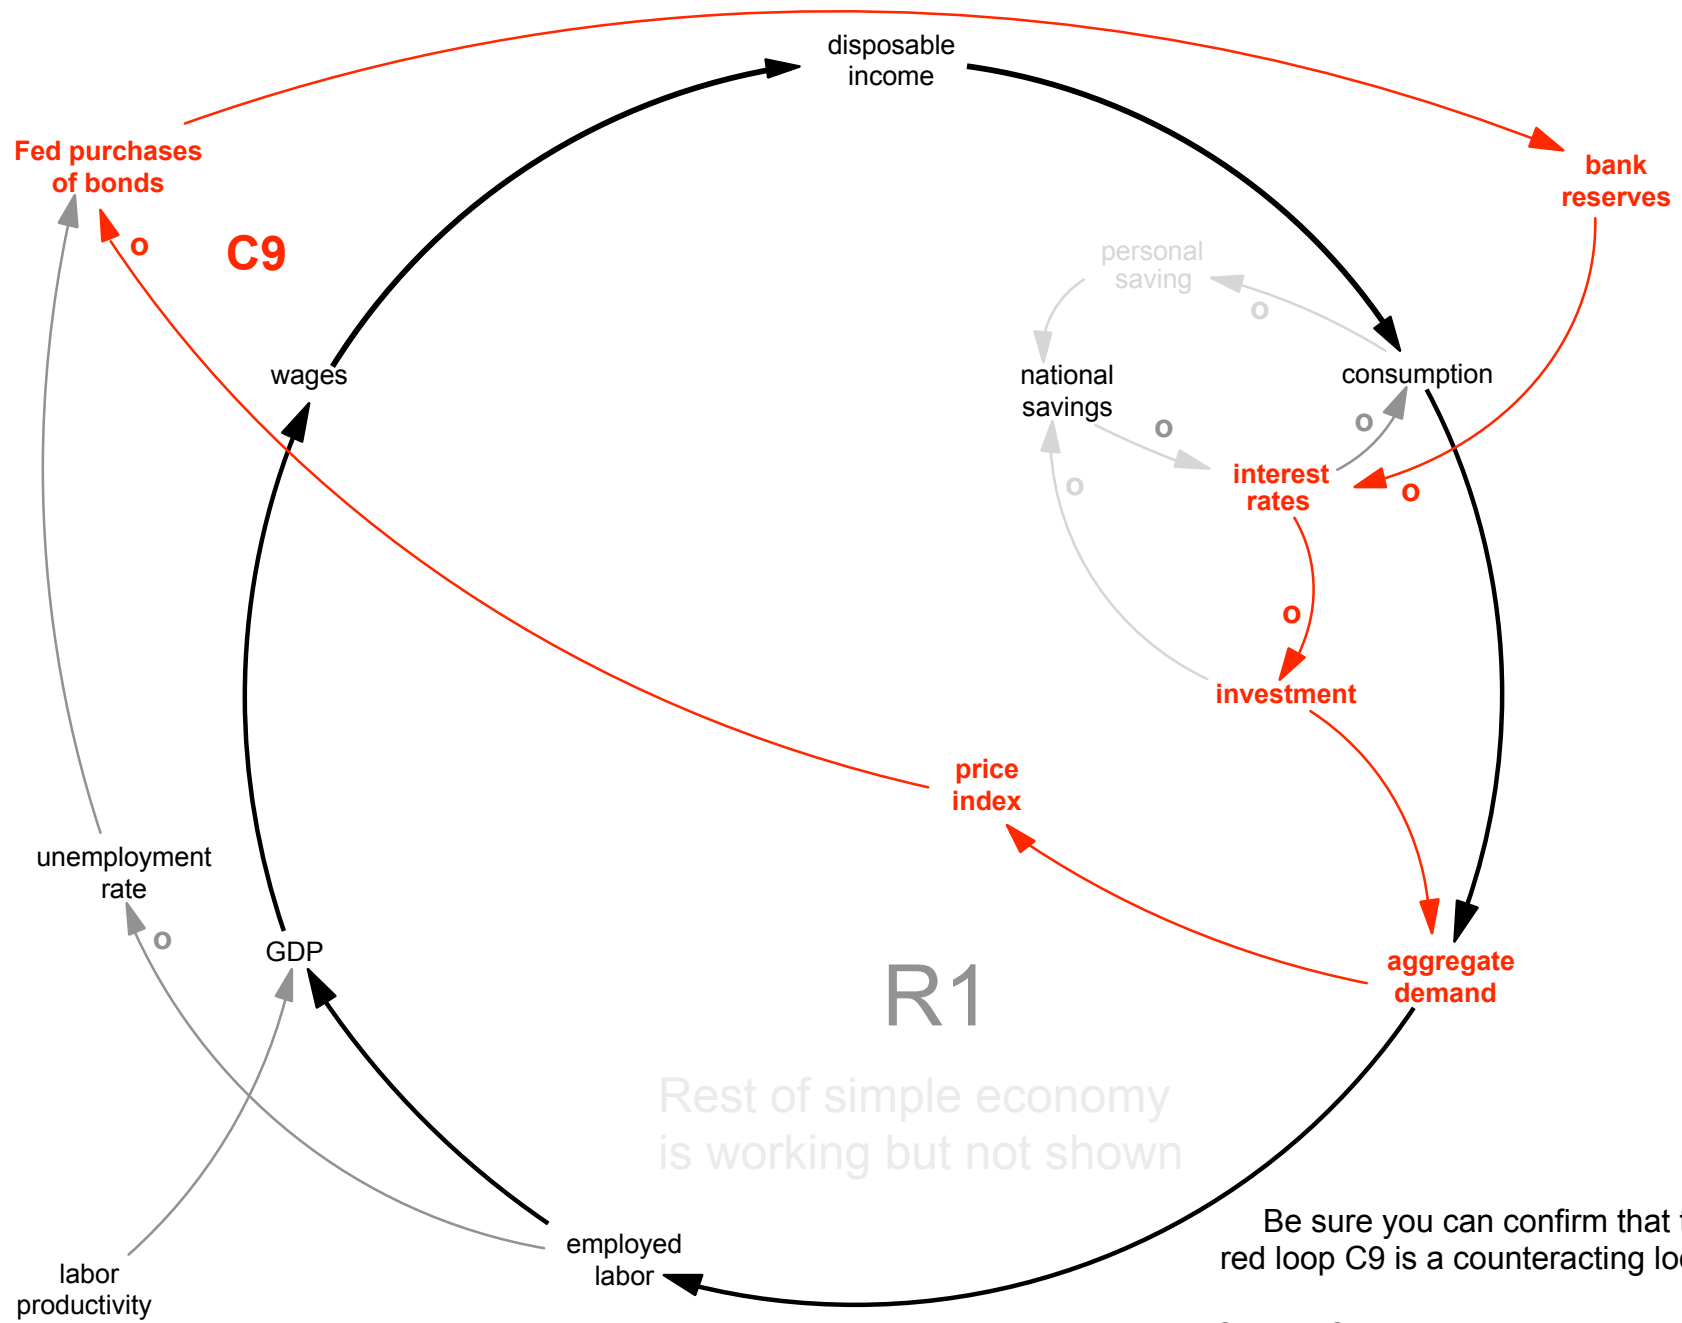 disposable
income
Fed purchases
of bonds
o
C9
bank
reserves
personal
saving
o
wages
national
savings
consumption
o
o
interest
rates
o
o
o
investment
price
index
unemployment
rate
o
GDP
aggregate
demand
R1
Rest of simple economy
is working but not shown
employed
labor
labor
productivity
Be sure you can confirm that
red loop C9 is a counteracting